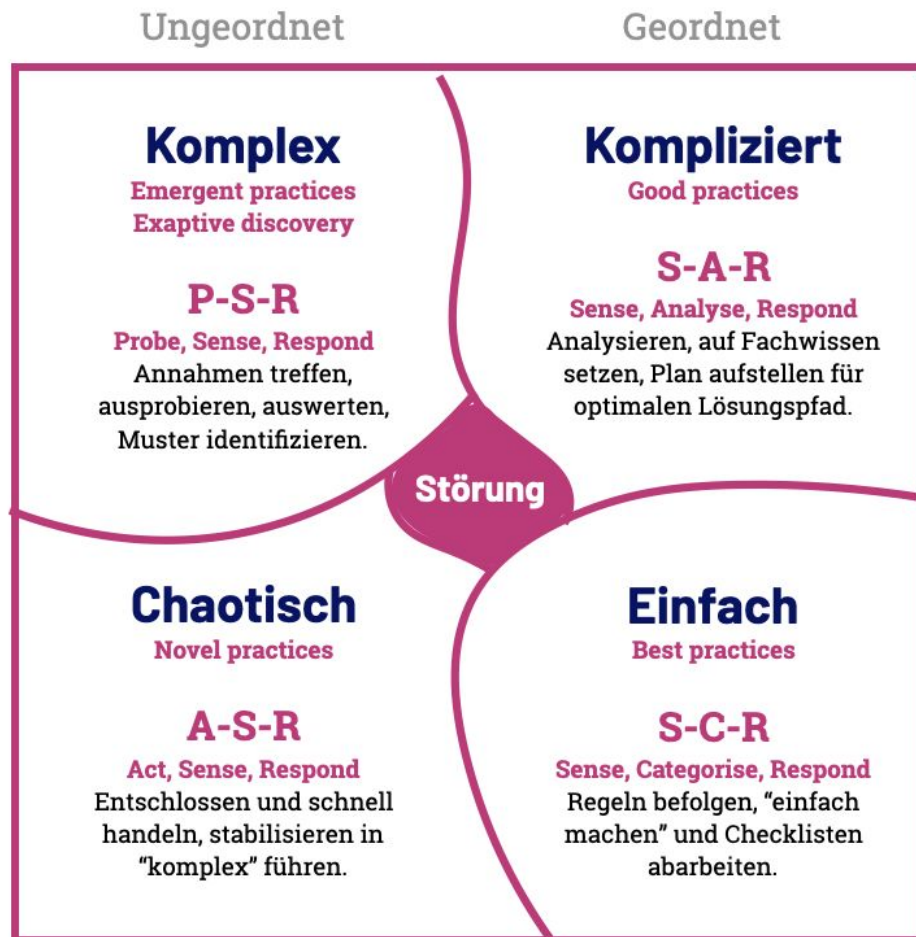 Ungeordnet
Geordnet
Komplex
Emergent practices
Exaptive discovery
P-S-R
Probe, Sense, Respond
Annahmen treffen,
ausprobieren, auswerten,
Muster identifizieren.
Kompliziert
Good practices
S-A-R
Sense, Analyse, Respond
Analysieren, auf Fachwissen
setzen, Plan aufstellen für
optimalen Lösungspfad.
Störung
Chaotisch
Novel practices
A-S-R
Act, Sense, Respond
Entschlossen und schnell
handeln, stabilisieren in
“komplex” führen.
Einfach
Best practices
S-C-R
Sense, Categorise, Respond
Regeln befolgen, “einfach
machen” und Checklisten
abarbeiten.